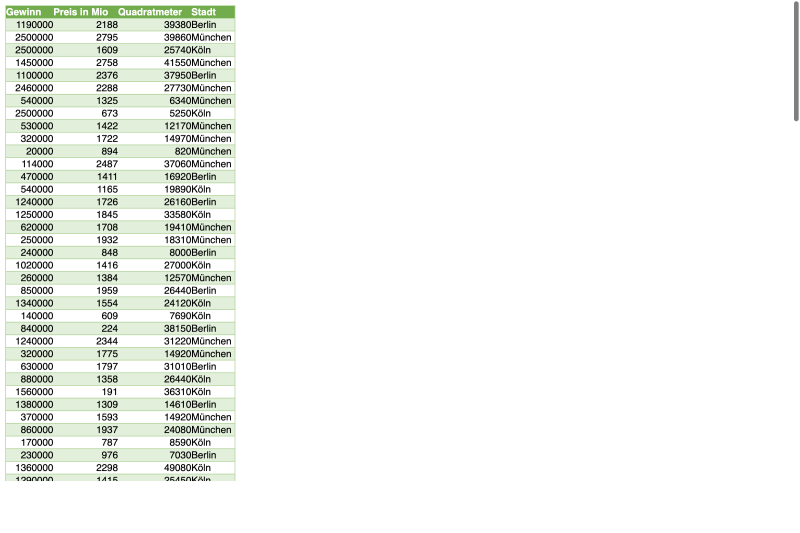 Gewinn Preis in Mio Quadratmeter Stadt
1190000 2188 39380 Berlin
2500000 2795 39860 München
2500000 1609 25740 Köln
1450000 2758 41550 München
1100000 2376 37950 Berlin
2460000 2288 27730 München
540000 1325 6340 München
2500000 673 5250 Köln
530000 1422 12170 München
320000 1722 14970 München
20000 894 820 München
114000 2487 37060 München
470000 1411 16920 Berlin
540000 1165 19890 Köln
1240000 1726 26160 Berlin
1250000 1845 33580 Köln
620000 1708 19410 München
250000 1932 18310 München
240000 848 8000 Berlin
1020000 1416 27000 Köln
260000 1384 12570 München
850000 1959 26440 Berlin
1340000 1554 24120 Köln
140000 609 7690 Köln
840000 224 38150 Berlin
1240000 2344 31220 München
320000 1775 14920 München
630000 1797 31010 Berlin
880000 1358 26440 Köln
1560000 191 36310 Köln
1380000 1309 14610 Berlin
370000 1593 14920 München
860000 1937 24080 München
170000 787 8590 Köln
230000 976 7030 Berlin
1360000 2298 49080 Köln
1290000 1415 25450 Köln